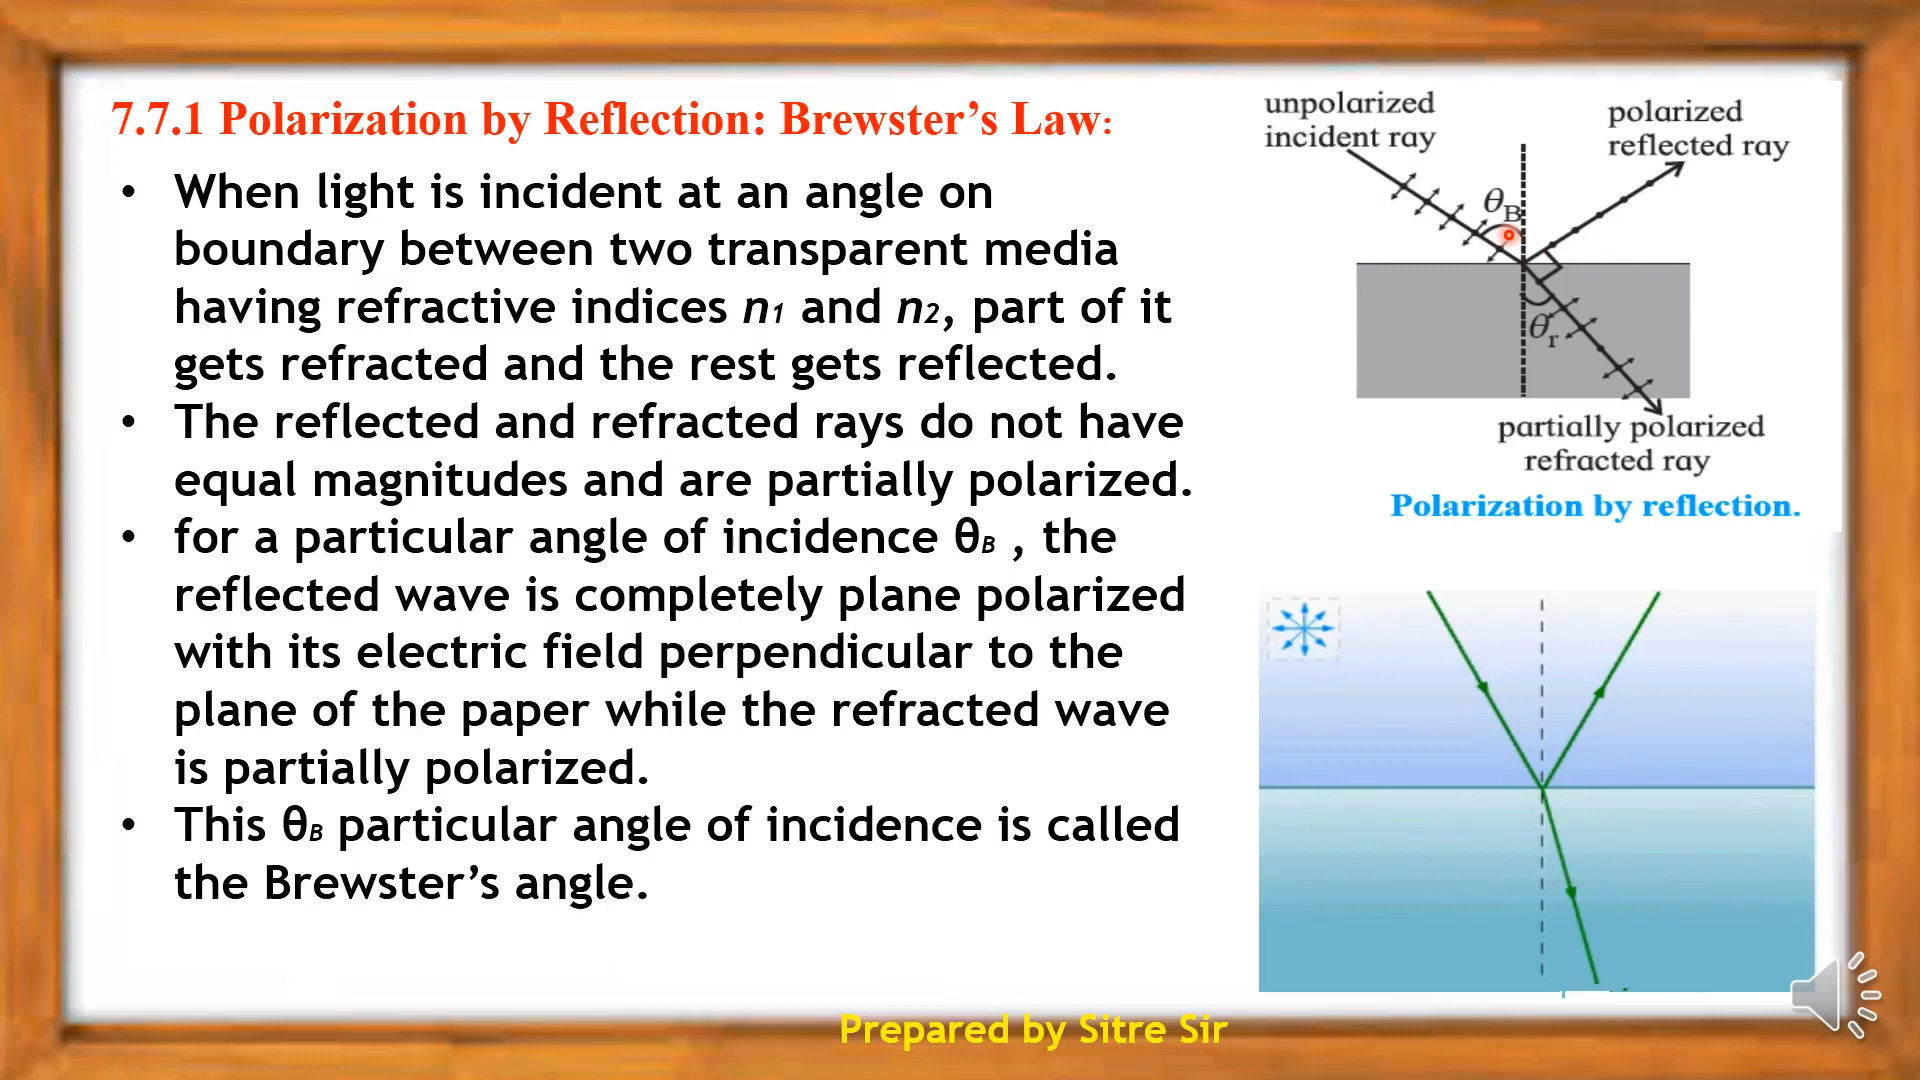 7.7.1 Polarization by Reflection: Brewster’s Law:
• When light is incident at an angle on
boundary between two transparent media
having refractive indices n1 and n2, part of it
gets refracted and the rest gets reflected.
• The reflected and refracted rays do not have
equal magnitudes and are partially polarized.
• for a particular angle of incidence θB , the
reflected wave is completely plane polarized
with its electric field perpendicular to the
plane of the paper while the refracted wave
is partially polarized.
• This θB particular angle of incidence is called
the Brewster’s angle.
unpolarized
incident ray
polarized
reflected ray
θB
θr
partially polarized
refracted ray
Polarization by reflection.
Prepared by Sitre Sir